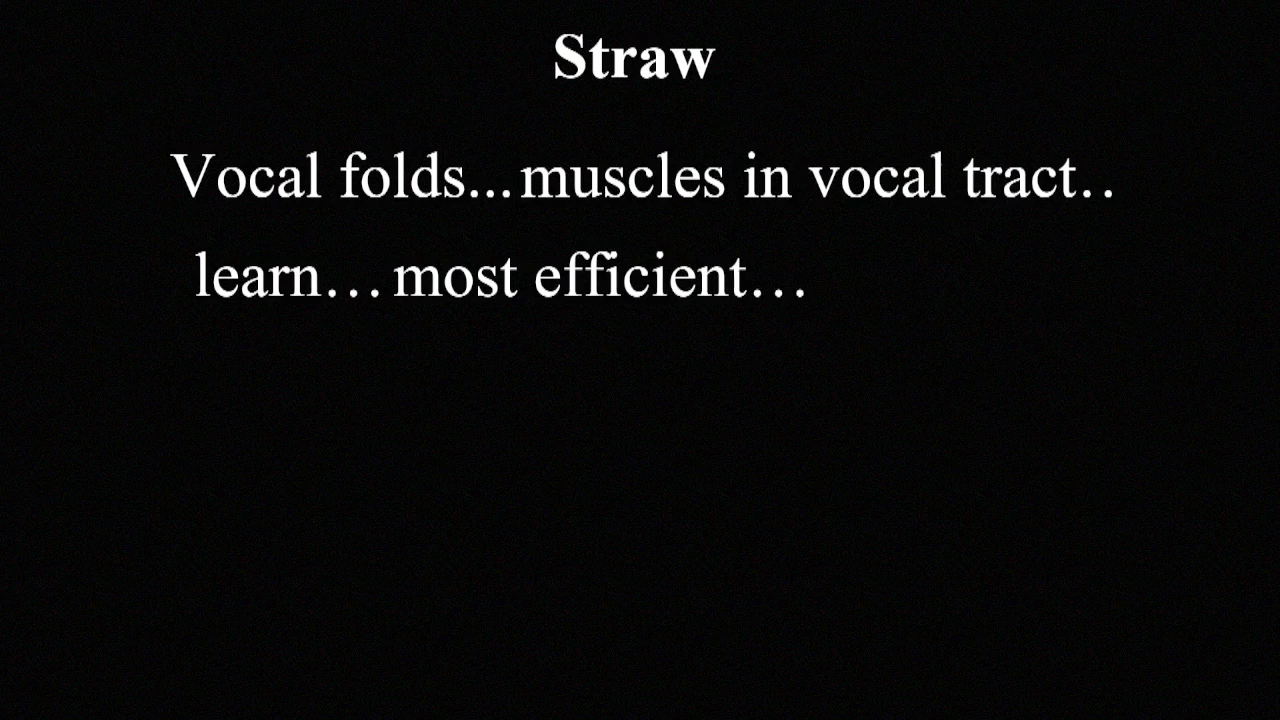 Straw
Vocal folds...muscles in vocal tract..
learn…most efficient…